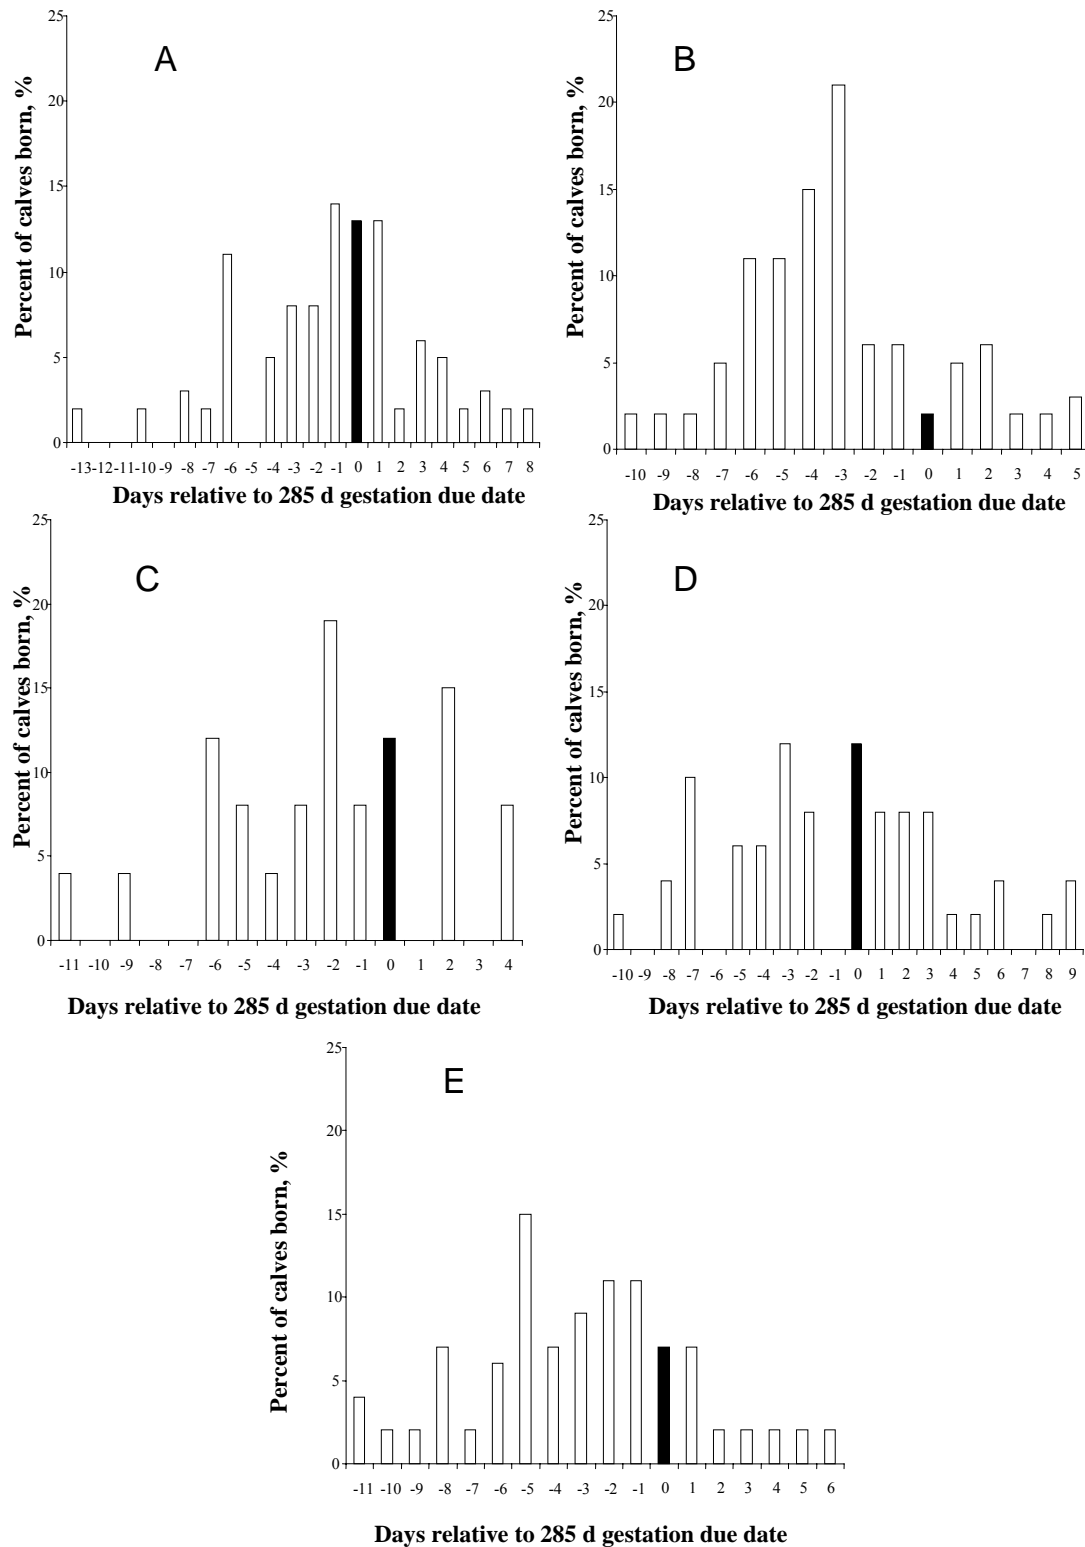 A
Percent of calves born, %
25
20
15
10
5
0
-13-12-11-10 -9 -8 -7 -6 -5 -4 -3 -2 -1 0 1 2 3 4 5 6 7 8
Days relative to 285 d gestation due date
B
Percent of calves born, %
25
20
15
10
5
0
-10 -9 -8 -7 -6 -5 -4 -3 -2 -1 0 1 2 3 4 5
Days relative to 285 d gestation due date
C
Percent of calves born, %
25
20
15
10
5
0
-11 -10 -9 -8 -7 -6 -5 -4 -3 -2 -1 0 1 2 3 4
Days relative to 285 d gestation due date
D
Percent of calves born, %
25
20
15
10
5
0
-10 -9 -8 -7 -6 -5 -4 -3 -2 -1 0 1 2 3 4 5 6 7 8 9
Days relative to 285 d gestation due date
E
Percent of calves born, %
25
20
15
10
5
0
-11 -10 -9 -8 -7 -6 -5 -4 -3 -2 -1 0 1 2 3 4 5 6
Days relative to 285 d gestation due date